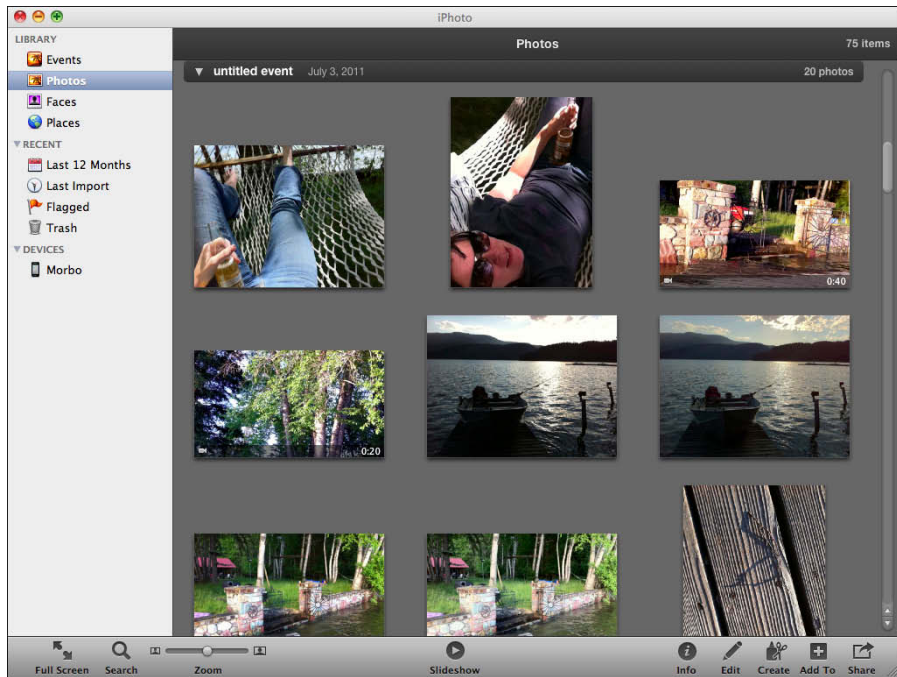 iPhoto
LIBRARY
Events
Photos
Faces
Places
RECENT
Last 12 Months
Last Import
Flagged
Trash
DEVICES
Morbo
Photos
75 items
untitled event July 3, 2011 20 photos
0:40
0:20
Full Screen
Search
Zoom
Slideshow
Info
Edit
Create
Add To
Share